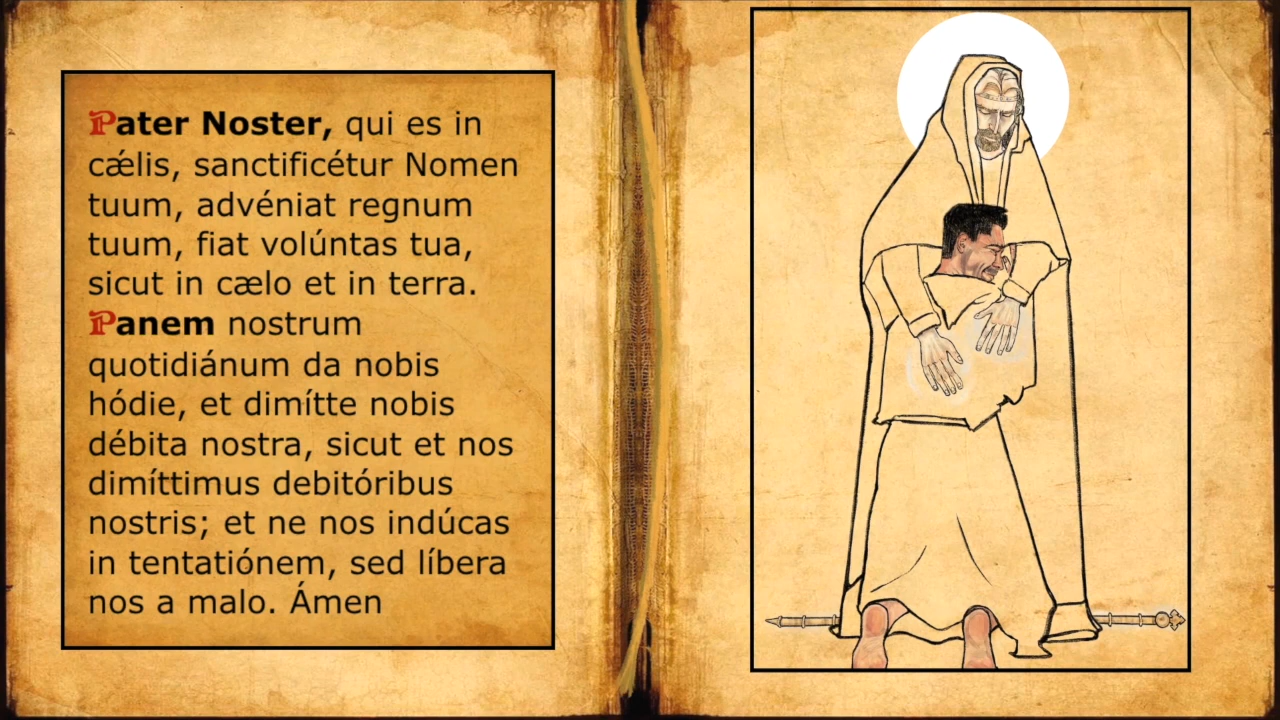 Pater Noster, qui es in
cǽlis, sanctificétur Nomen
tuum, advéniat regnum
tuum, fiat volúntas tua,
sicut in cælo et in terra.
Panem nostrum
quotidiánum da nobis
hódie, et dimítte nobis
débita nostra, sicut et nos
dimíttimus debitóribus
nostris; et ne nos indúcas
in tentatiónem, sed líbera
nos a malo. Ámen